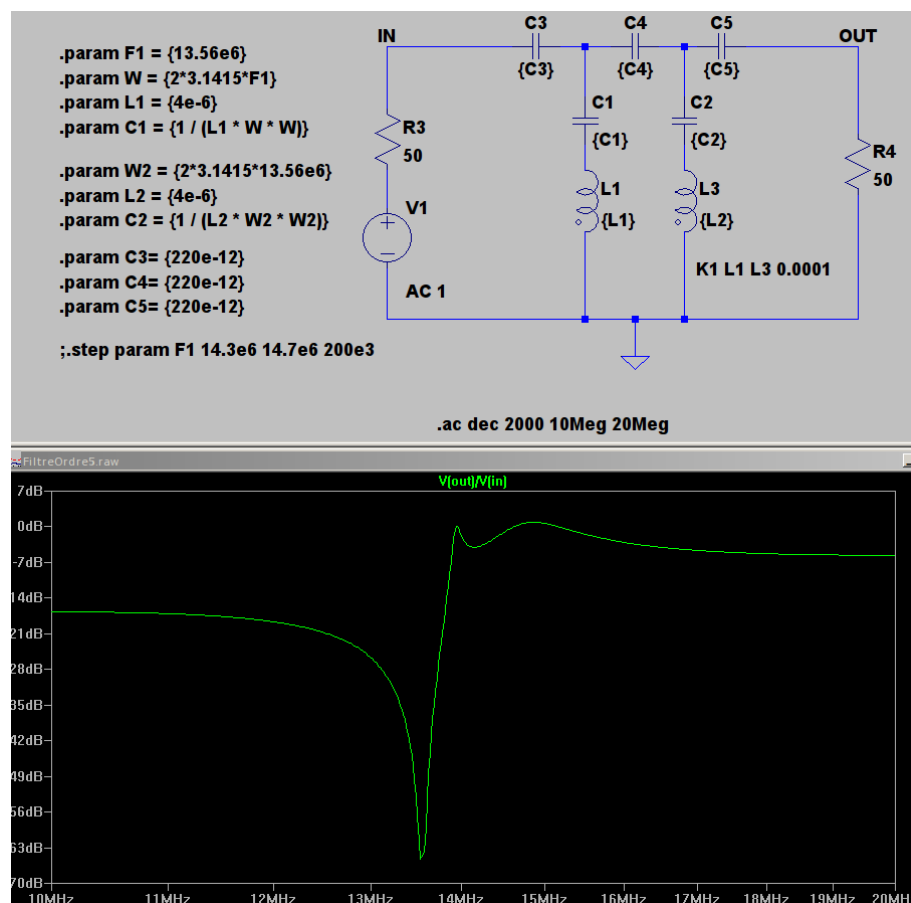 .param F1 = {13.56e6}
.param W = {2*3.1415*F1}
.param L1 = {4e-6}
.param C1 = {1 / (L1 * W * W)}
.param W2 = {2*3.1415*13.56e6}
.param L2 = {4e-6}
.param C2 = {1 / (L2 * W2 * W2)}
.param C3= {220e-12}
.param C4= {220e-12}
.param C5= {220e-12}
;.step param F1 14.3e6 14.7e6 200e3
IN
C3
{C3}
C4
{C4}
C5
{C5}
OUT
R3
50
V1
AC 1
C1
{C1}
L1
{L1}
C2
{C2}
L3
{L2}
R4
50
K1 L1 L3 0.0001
.ac dec 2000 10Meg 20Meg
FiltreOrdre5.raw
V(out)/V(in)
7dB
0dB
-7dB
14dB
21dB
28dB
35dB
42dB
49dB
56dB
63dB
70dB
10MHz 11MHz 12MHz 13MHz 14MHz 15MHz 16MHz 17MHz 18MHz 19MHz 20MH